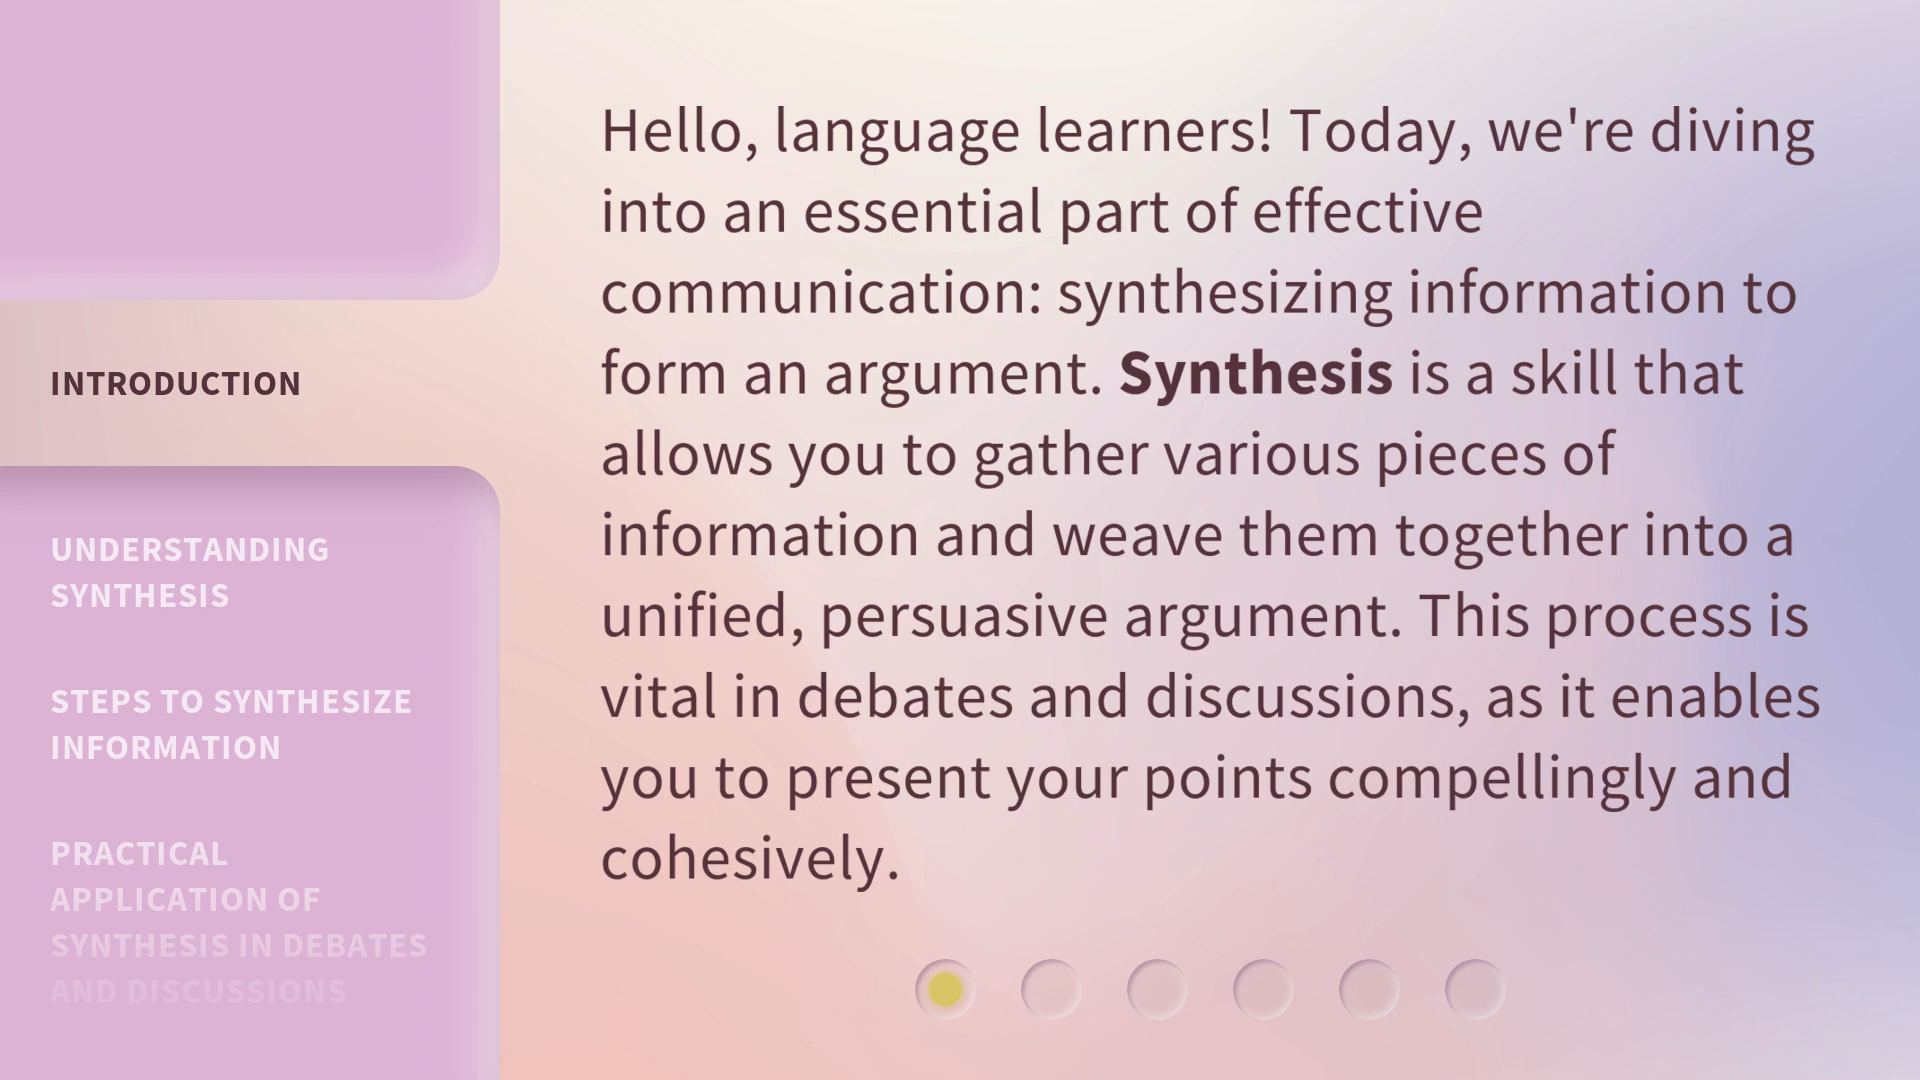 INTRODUCTION
UNDERSTANDING
SYNTHESIS
STEPS TO SYNTHESIZE
INFORMATION
PRACTICAL
APPLICATION OF
SYNTHESIS IN DEBATES
AND DISCUSSIONS
Hello, language learners! Today, we're diving
into an essential part of effective
communication: synthesizing information to
form an argument. Synthesis is a skill that
allows you to gather various pieces of
information and weave them together into a
unified, persuasive argument. This process is
vital in debates and discussions, as it enables
you to present your points compellingly and
cohesively.